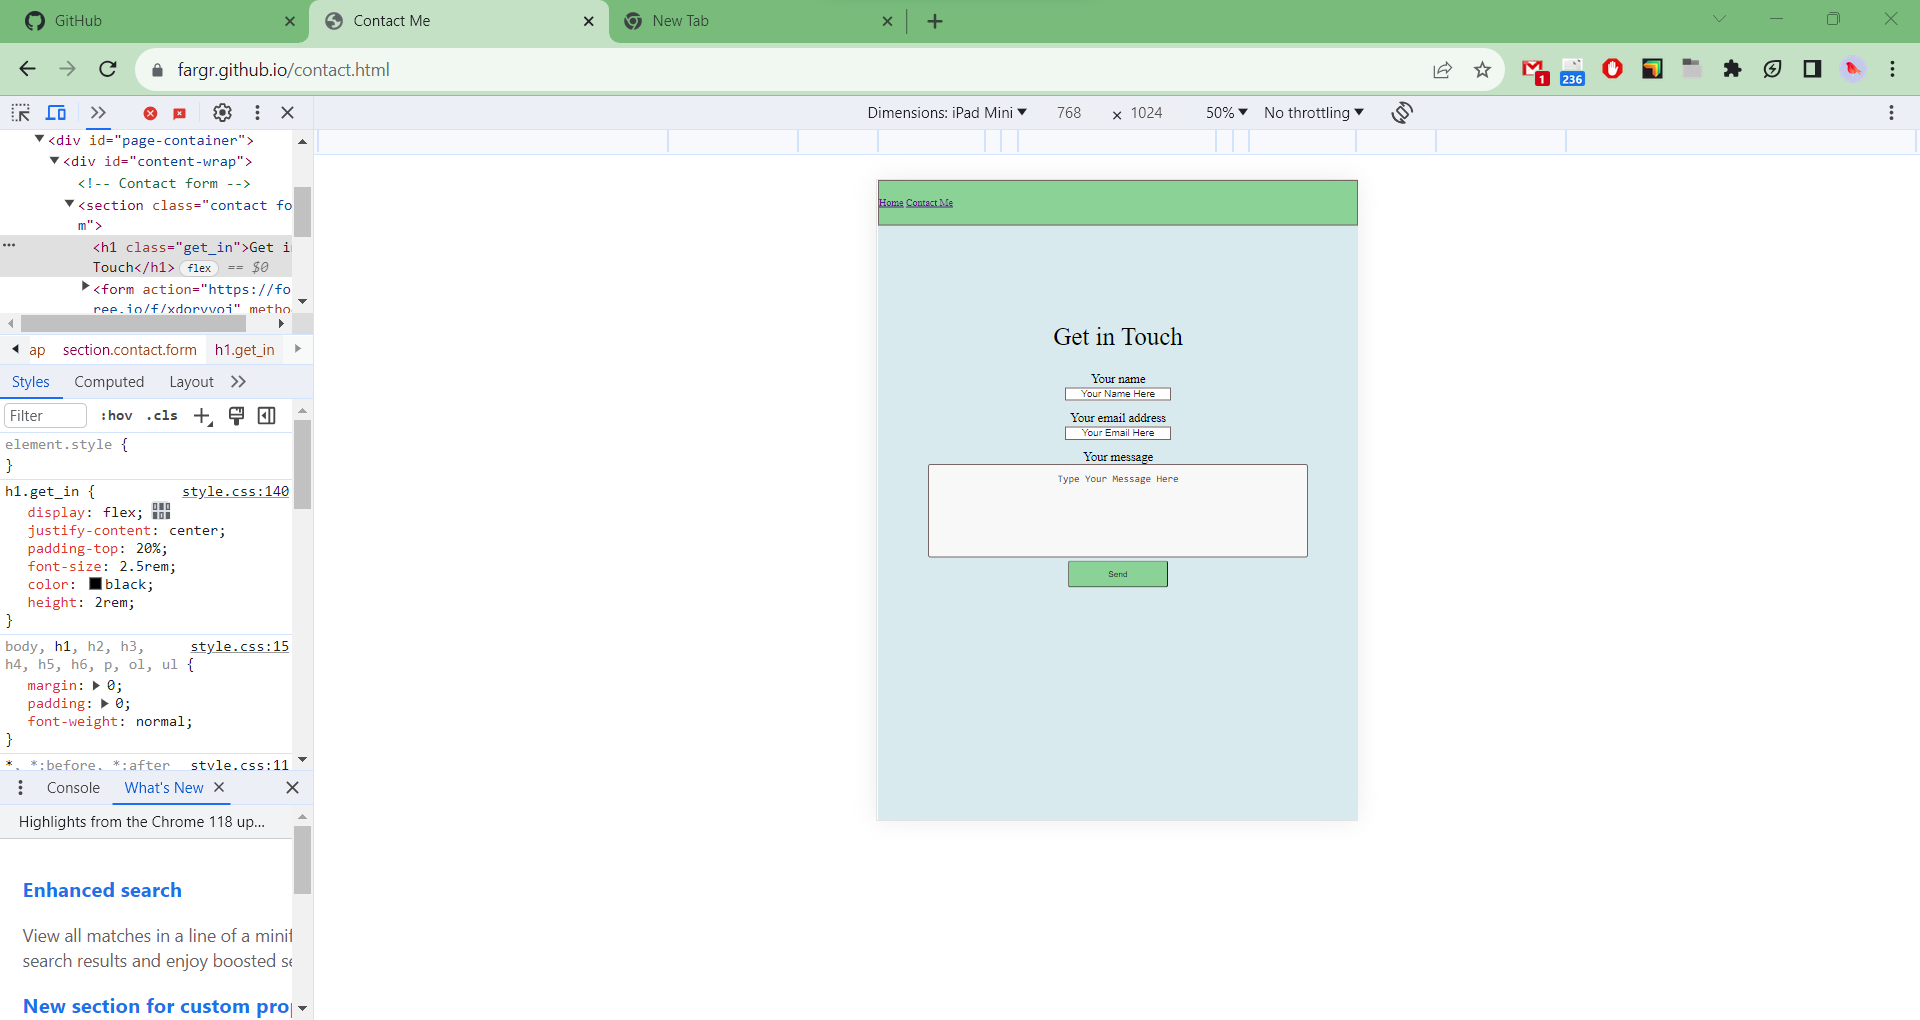 GitHub
Contact Me
New Tab
fargr.github.io/contact.html
1
236
Dimensions: iPad Mini
768
× 1024
50%
No throttling
<div id="page-container">
<div id="content-wrap">
<!-- Contact form -->
<section class="contact fo
m">
<h1 class="get_in">Get i
Touch</h1> flex == $0
<form action="https://fo
ree.io/f/xdorvvoj" metho
ap section.contact.form h1.get_in
Styles Computed Layout
Filter :hov .cls
element.style {
}
h1.get_in { style.css:140
display: flex;
justify-content: center;
padding-top: 20%;
font-size: 2.5rem;
color: black;
height: 2rem;
}
body, h1, h2, h3, style.css:15
h4, h5, h6, p, ol, ul {
margin: 0;
padding: 0;
font-weight: normal;
}
*, *:before, *:after style.css:11
Console What's New
Highlights from the Chrome 118 up...
Enhanced search
View all matches in a line of a minif
search results and enjoy boosted se
New section for custom prop
Home Contact Me
Get in Touch
Your name
Your Name Here
Your email address
Your Email Here
Your message
Type Your Message Here
Send